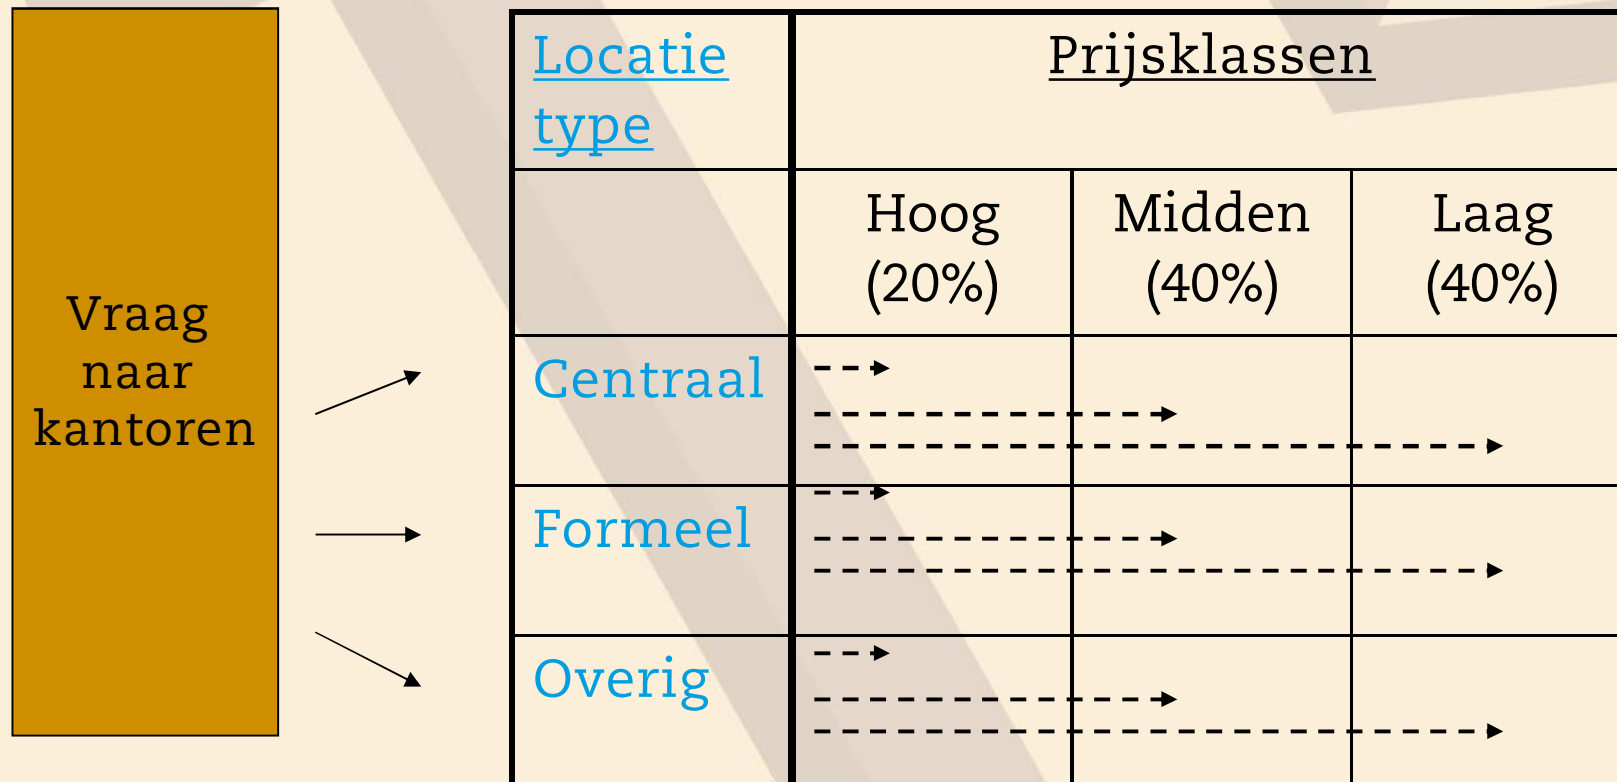 Vraag
naar
kantoren
Locatie
type
Prijsklassen
Hoog
(20%)
Midden
(40%)
Laag
(40%)
Centraal
Formeel
Overig